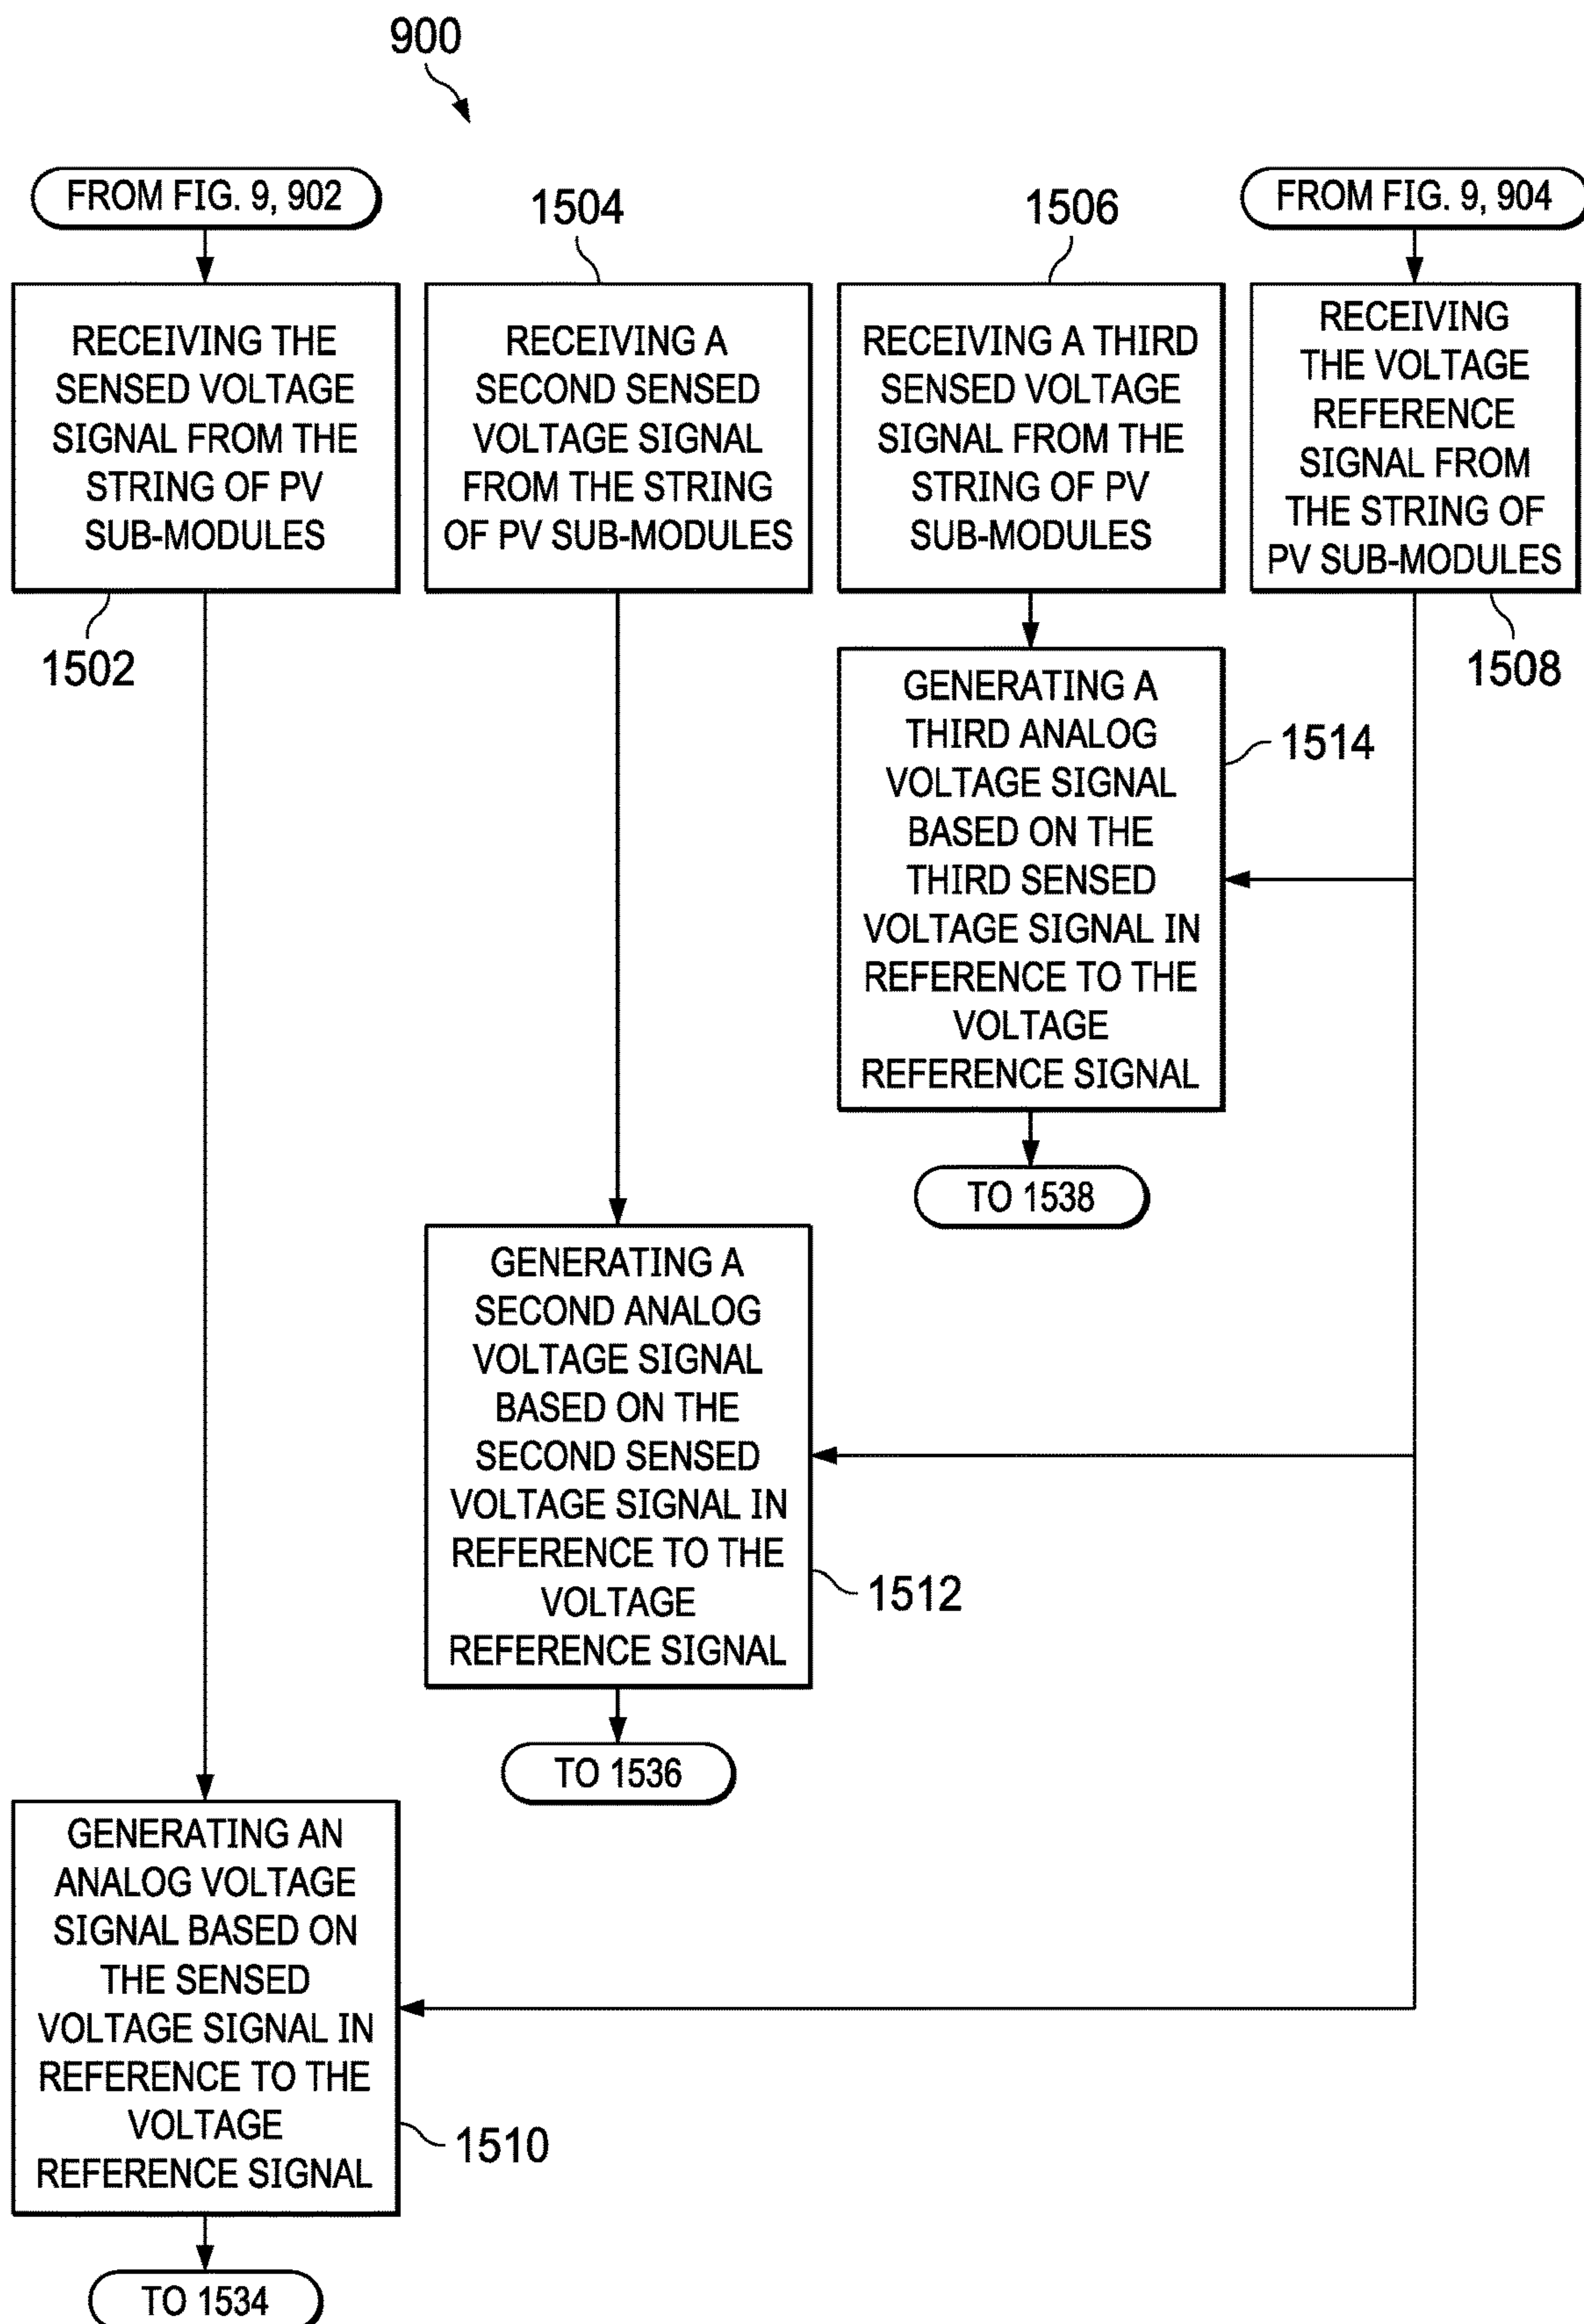 900
FROM FIG. 9, 902
1504
1506
FROM FIG. 9, 904
RECEIVING THE
SENSED VOLTAGE
SIGNAL FROM THE
STRING OF PV
SUB-MODULES
1502
RECEIVING A
SECOND SENSED
VOLTAGE SIGNAL
FROM THE STRING
OF PV SUB-MODULES
RECEIVING A THIRD
SENSED VOLTAGE
SIGNAL FROM THE
STRING OF PV
SUB-MODULES
RECEIVING
THE VOLTAGE
REFERENCE
SIGNAL FROM
THE STRING OF
PV SUB-MODULES
1508
GENERATING A
THIRD ANALOG
VOLTAGE SIGNAL
BASED ON THE
THIRD SENSED
VOLTAGE SIGNAL IN
REFERENCE TO THE
VOLTAGE
REFERENCE SIGNAL
1514
TO 1538
GENERATING A
SECOND ANALOG
VOLTAGE SIGNAL
BASED ON THE
SECOND SENSED
VOLTAGE SIGNAL IN
REFERENCE TO THE
VOLTAGE
REFERENCE SIGNAL
1512
TO 1536
GENERATING AN
ANALOG VOLTAGE
SIGNAL BASED ON
THE SENSED
VOLTAGE SIGNAL IN
REFERENCE TO THE
VOLTAGE
REFERENCE SIGNAL
1510
TO 1534